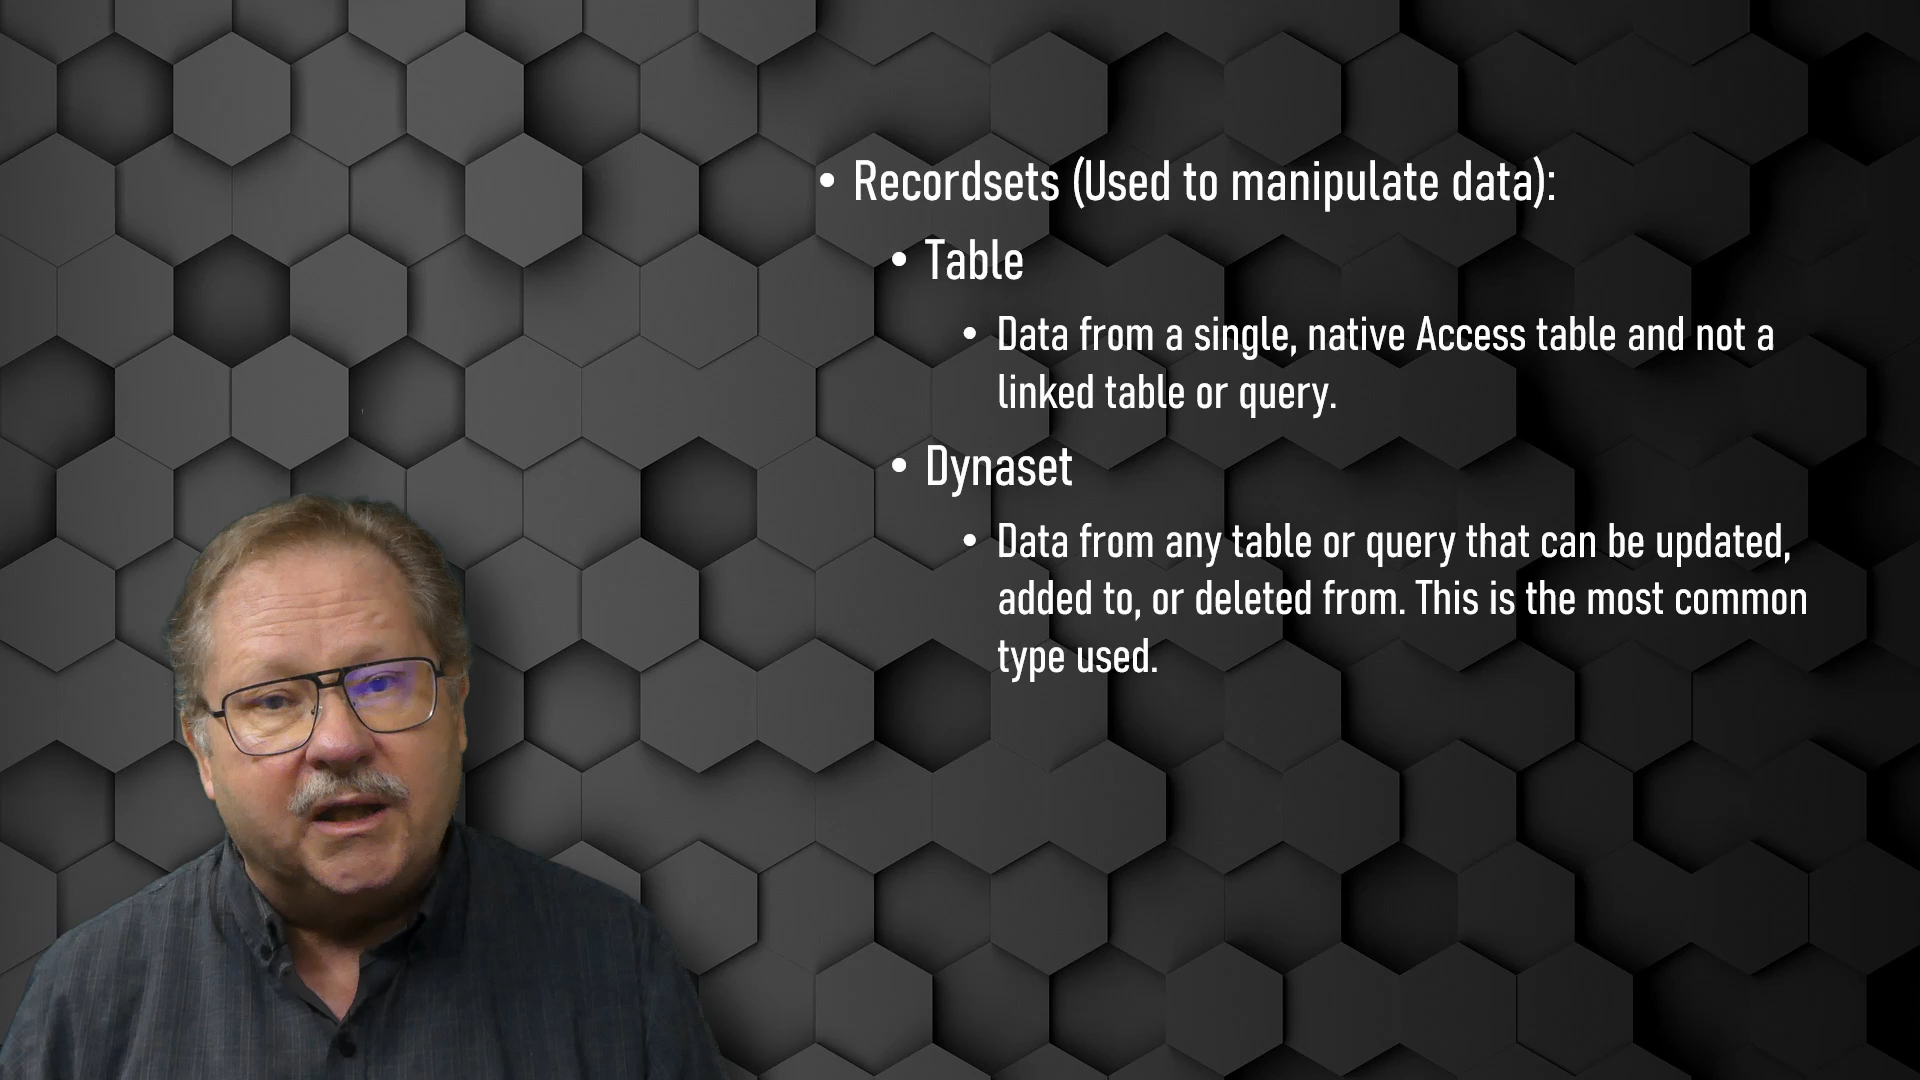 • Recordsets (Used to manipulate data):
• Table
• Data from a single, native Access table and not a
linked table or query.
• Dynaset
• Data from any table or query that can be updated,
added to, or deleted from. This is the most common
type used.